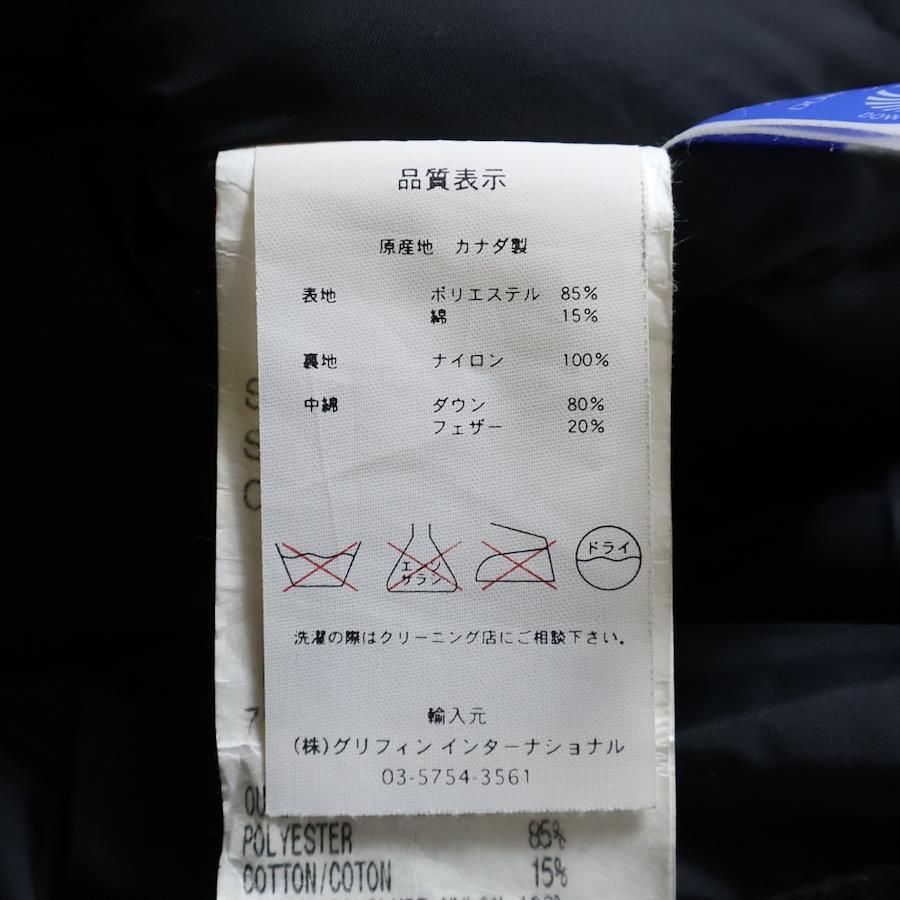 DOW
品質表示
原産地 カナダ製
表地 ポリエステル 85%
綿 15%
裏地 ナイロン 100%
中綿 ダウン 80%
フェザー 20%
エンソ
サラシ
ドライ
洗濯の際はクリーニング店にご相談下さい。
輸入元
(株)グリフィン インターナショナル
03-5754-3561
S
S
C
7
OU
POLYESTER 85%
COTTON/COTON 15%